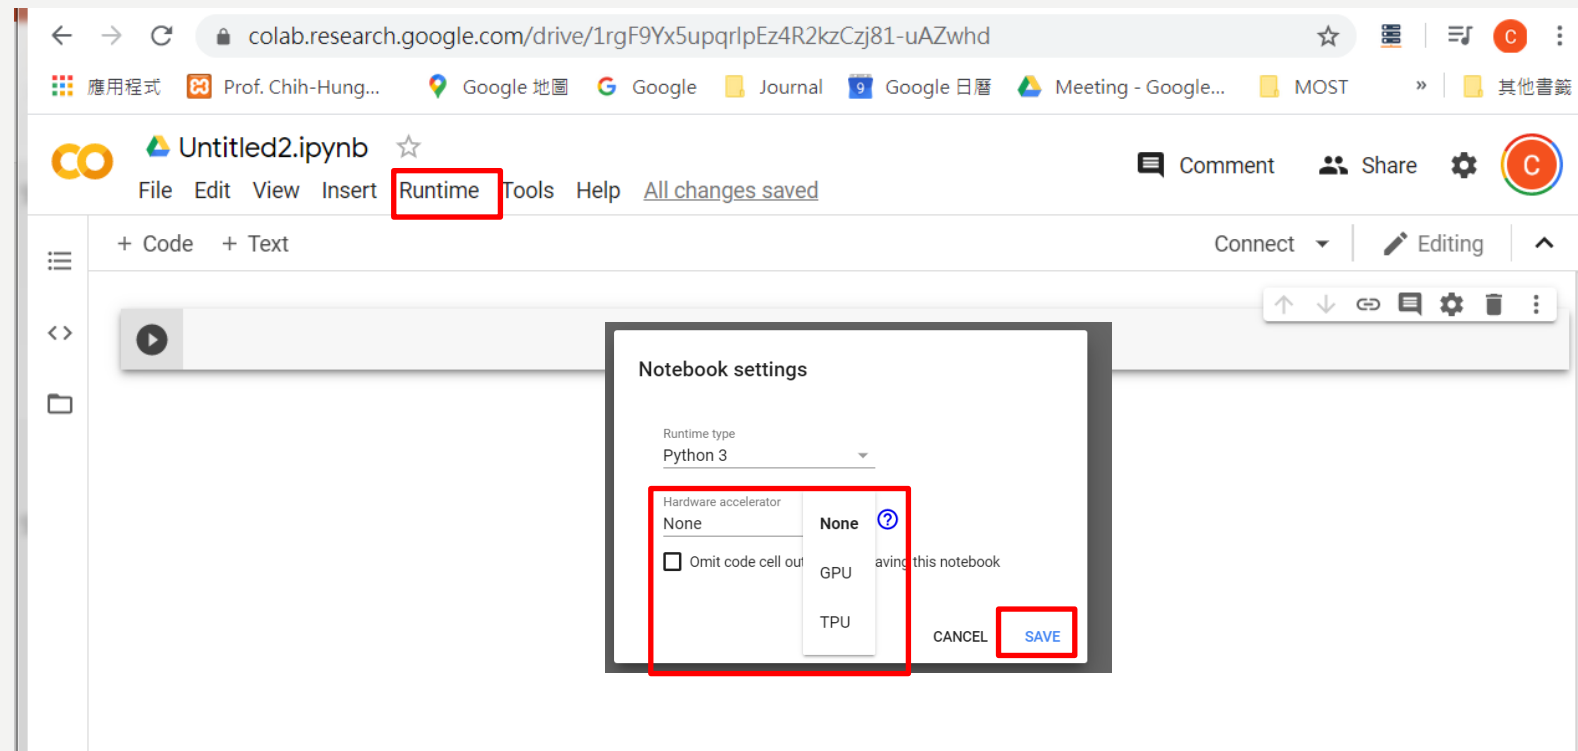 colab.research.google.com/drive/1rgF9Yx5upqrIpEz4R2kzCzj81-uAZwhd
C
應用程式 Prof. Chih-Hung... Google 地圖 Google Journal 9 Google 日曆 Meeting - Google... MOST » 其他書籤
CO Untitled2.ipynb
Comment Share C
File Edit View Insert Runtime Tools Help All changes saved
+ Code + Text Connect Editing
Notebook settings
Runtime type
Python 3
Hardware accelerator
None
None
GPU
TPU
Omit code cell out aving this notebook
CANCEL SAVE